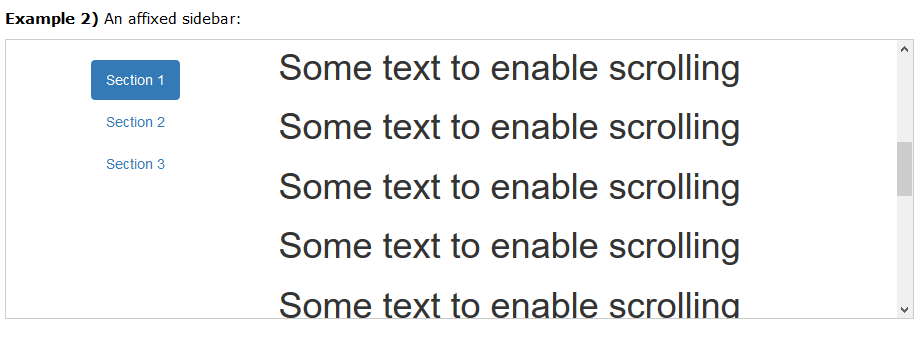 Example 2) An affixed sidebar:
Section 1
Section 2
Section 3
Some text to enable scrolling
Some text to enable scrolling
Some text to enable scrolling
Some text to enable scrolling
Some text to enable scrolling